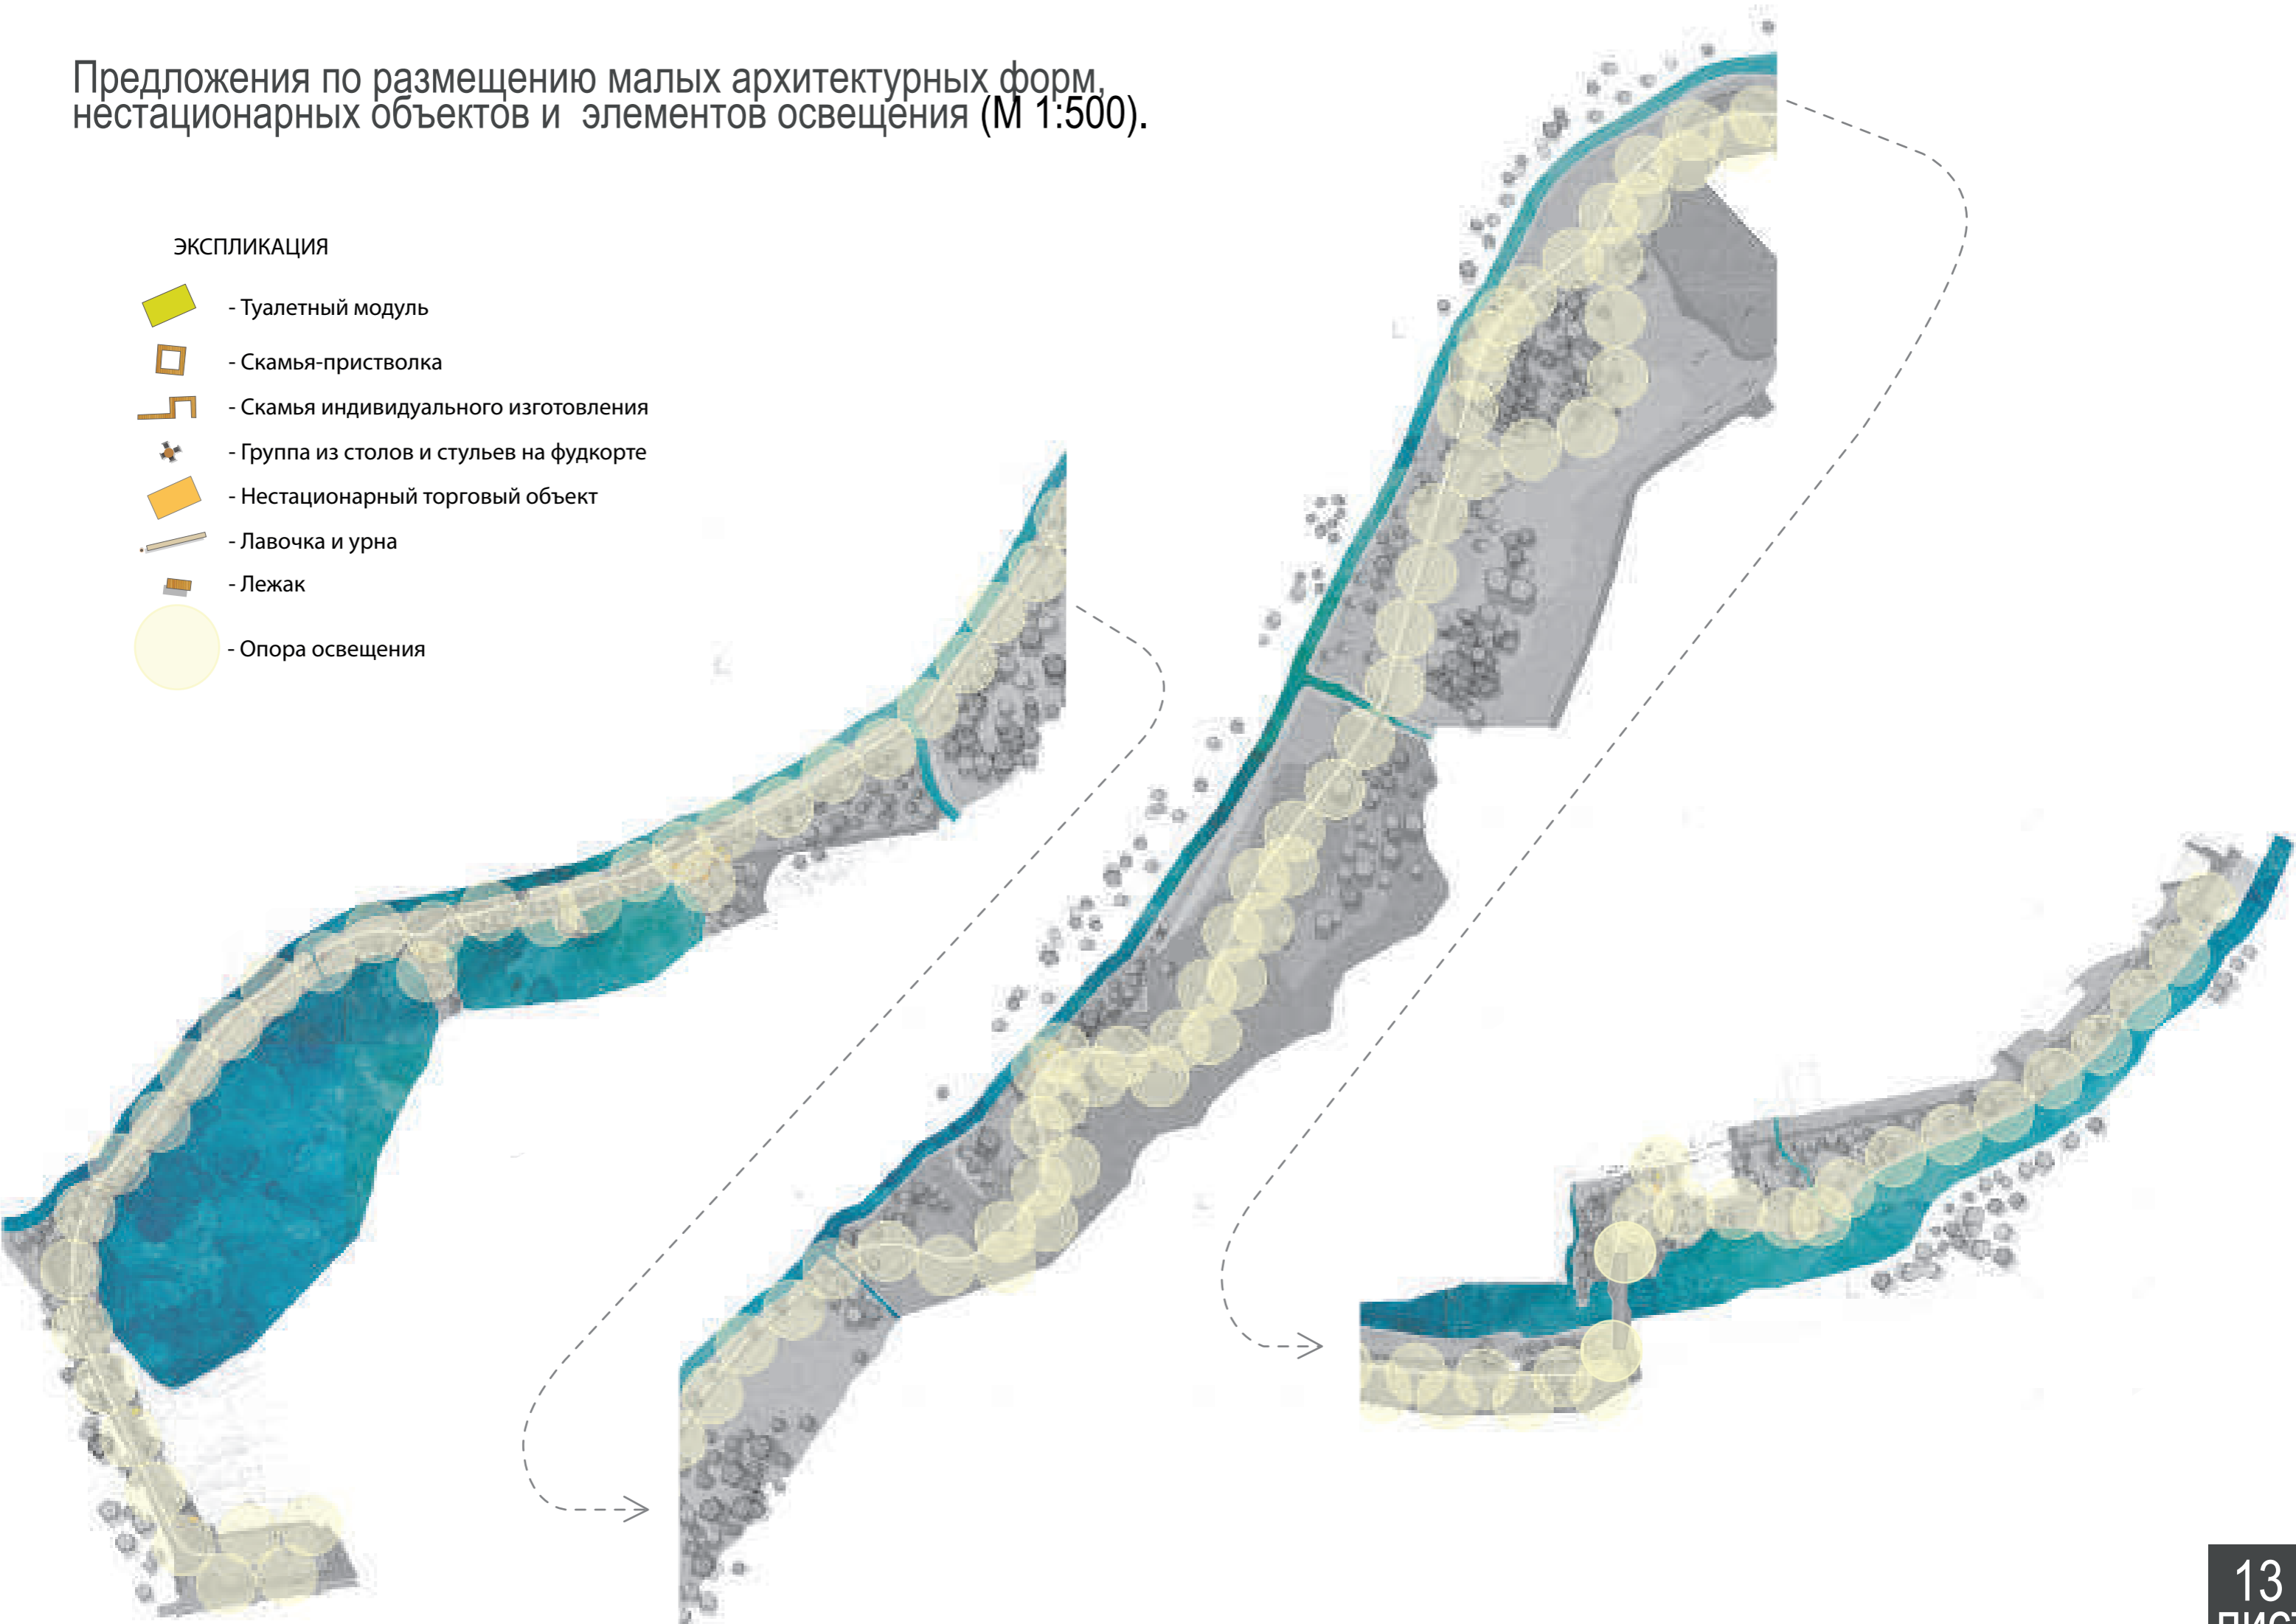 Предложения по размещению малых архитектурных форм,
нестационарных объектов и элементов освещения (М 1:500).
ЭКСПЛИКАЦИЯ
- Туалетный модуль
- Скамья-пристволка
- Скамья индивидуального изготовления
- Группа из столов и стульев на фудкорте
- Нестационарный торговый объект
- Лавочка и урна
- Лежак
- Опора освещения
13
ЛИСТ